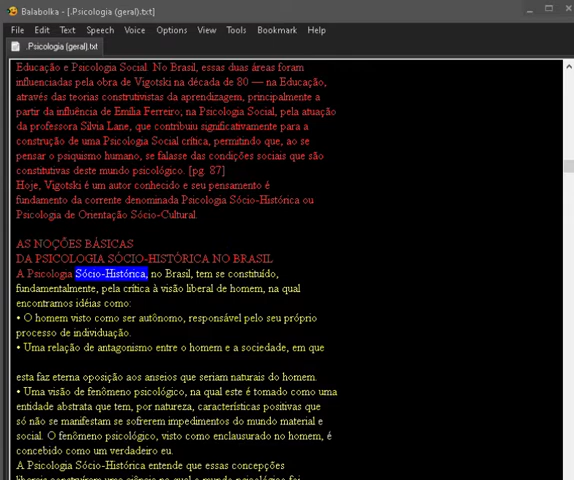 Balabolka - [.Psicologia (geral).txt]
File Edit Text Speech Voice Options View Tools Bookmark Help
.Psicologia (geral).txt
Educação e Psicologia Social. No Brasil, essas duas áreas foram
influenciadas pela obra de Vigotski na década de 80 — na Educação,
através das teorias construtivistas da aprendizagem, principalmente a
partir da influência de Emília Ferreiro; na Psicologia Social, pela atuação
da professora Silvia Lane, que contribuiu significativamente para a
construção de uma Psicologia Social crítica, permitindo que, ao se
pensar o psiquismo humano, se falasse das condições sociais que são
constitutivas deste mundo psicológico. [pg. 87]
Hoje, Vigotski é um autor conhecido e seu pensamento é
fundamento da corrente denominada Psicologia Sócio-Histórica ou
Psicologia de Orientação Sócio-Cultural.
AS NOÇÕES BÁSICAS
DA PSICOLOGIA SÓCIO-HISTÓRICA NO BRASIL
A Psicologia Sócio-Histórica, no Brasil, tem se constituído,
fundamentalmente, pela crítica à visão liberal de homem, na qual
encontramos idéias como:
• O homem visto como ser autônomo, responsável pelo seu próprio
processo de individuação.
• Uma relação de antagonismo entre o homem e a sociedade, em que
esta faz eterna oposição aos anseios que seriam naturais do homem.
• Uma visão de fenômeno psicológico, na qual este é tomado como uma
entidade abstrata que tem, por natureza, características positivas que
só não se manifestam se sofrerem impedimentos do mundo material e
social. O fenômeno psicológico, visto como enclausurado no homem, é
concebido como um verdadeiro eu.
A Psicologia Sócio-Histórica entende que essas concepções
liberais construíram uma ciência na qual o mundo psicológico foi